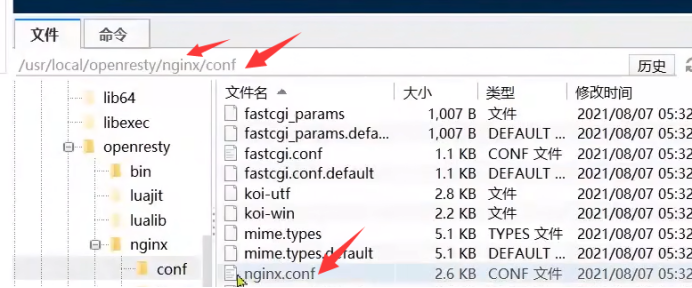 文件 命令
/usr/local/openresty/nginx/conf 历史
lib64
libexec
openresty
bin
luajit
lualib
nginx
conf
文件名 大小 类型 修改时间
fastcgi_params 1,007 B 文件 2021/08/07 05:32
fastcgi_params.defa... 1,007 B DEFAULT ... 2021/08/07 05:32
fastcgi.conf 1.1 KB CONF 文件 2021/08/07 05:32
fastcgi.conf.default 1.1 KB DEFAULT ... 2021/08/07 05:32
koi-utf 2.8 KB 文件 2021/08/07 05:32
koi-win 2.2 KB 文件 2021/08/07 05:32
mime.types 5.1 KB TYPES 文件 2021/08/07 05:32
mime.types.default 5.1 KB DEFAULT ... 2021/08/07 05:32
nginx.conf 2.6 KB CONF 文件 2021/08/07 05:32